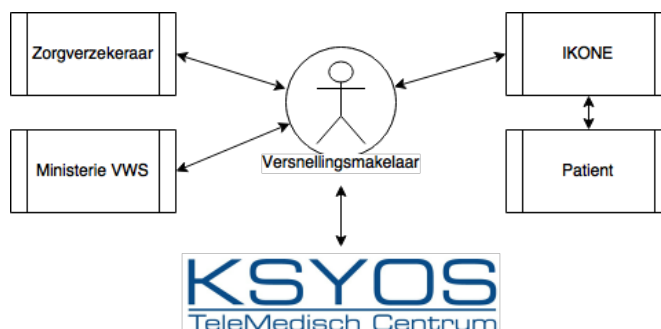 Zorgverzekeraar
IKONE
Ministerie VWS
Versnellingsmakelaar
Patient
KSYOS
TeleMedisch Centrum